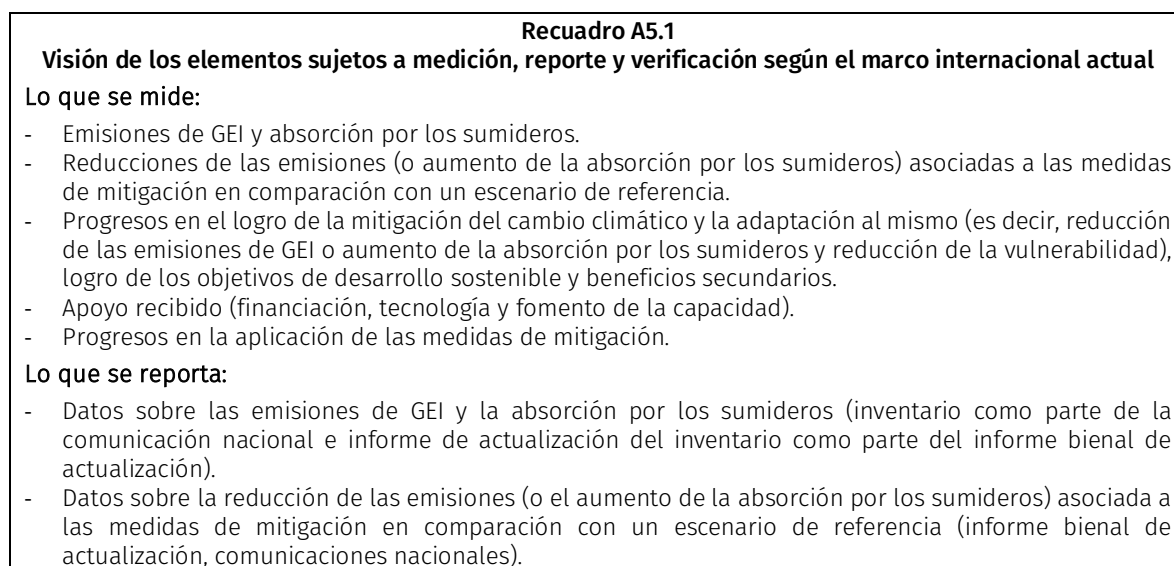 Recuadro A5.1
Visión de los elementos sujetos a medición, reporte y verificación según el marco internacional actual
Lo que se mide:
- Emisiones de GEI y absorción por los sumideros.
- Reducciones de las emisiones (o aumento de la absorción por los sumideros) asociadas a las medidas
de mitigación en comparación con un escenario de referencia.
- Progresos en el logro de la mitigación del cambio climático y la adaptación al mismo (es decir, reducción
de las emisiones de GEI o aumento de la absorción por los sumideros y reducción de la vulnerabilidad),
logro de los objetivos de desarrollo sostenible y beneficios secundarios.
- Apoyo recibido (financiación, tecnología y fomento de la capacidad).
- Progresos en la aplicación de las medidas de mitigación.
Lo que se reporta:
- Datos sobre las emisiones de GEI y la absorción por los sumideros (inventario como parte de la
comunicación nacional e informe de actualización del inventario como parte del informe bienal de
actualización).
- Datos sobre la reducción de las emisiones (o el aumento de la absorción por los sumideros) asociada a
las medidas de mitigación en comparación con un escenario de referencia (informe bienal de
actualización, comunicaciones nacionales).